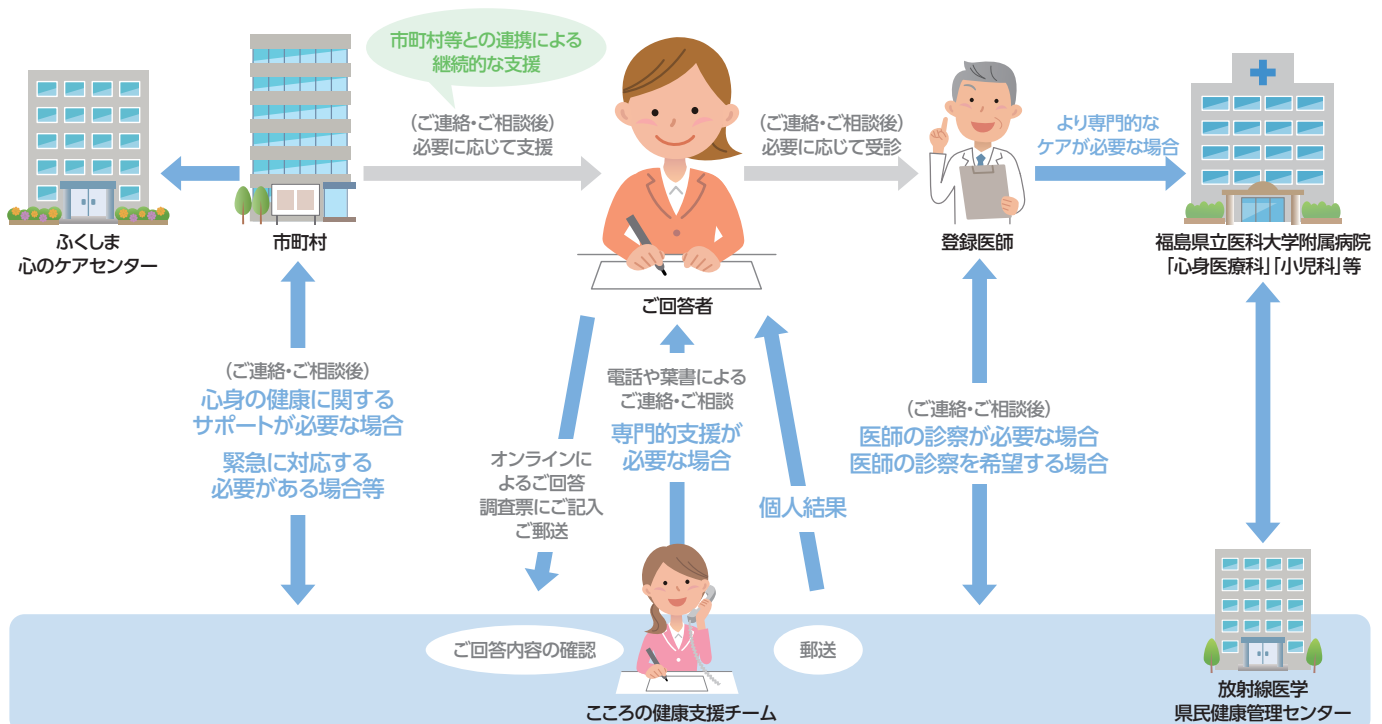 市町村等との連携による
継続的な支援
(ご連絡・ご相談後)
必要に応じて支援
(ご連絡・ご相談後)
必要に応じて受診
より専門的な
ケアが必要な場合
ふくしま
心のケアセンター
市町村
ご回答者
登録医師
福島県立医科大学附属病院
「心身医療科」「小児科」等
(ご連絡・ご相談後)
心身の健康に関する
サポートが必要な場合
緊急に対応する
必要がある場合等
オンラインに
よるご回答
調査票にご記入
ご郵送
電話や葉書による
ご連絡・ご相談
専門的支援が
必要な場合
個人結果
(ご連絡・ご相談後)
医師の診察が必要な場合
医師の診察を希望する場合
ご回答内容の確認
郵送
こころの健康支援チーム
放射線医学
県民健康管理センター